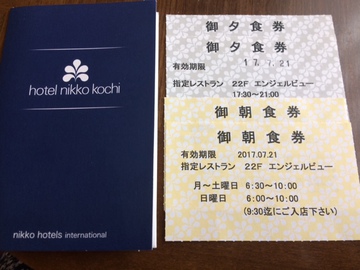 hotel nikko kochi
nikko hotels international
御夕食券
御夕食券
有効期限 17.7.21
指定レストラン 22F エンジェルビュー
17:30～21:00
御朝食券
御朝食券
有効期限 2017.07.21
指定レストラン 22F エンジェルビュー
月～土曜日 6:30～10:00
日曜日 6:00～10:00
(9:30迄にご入店下さい)